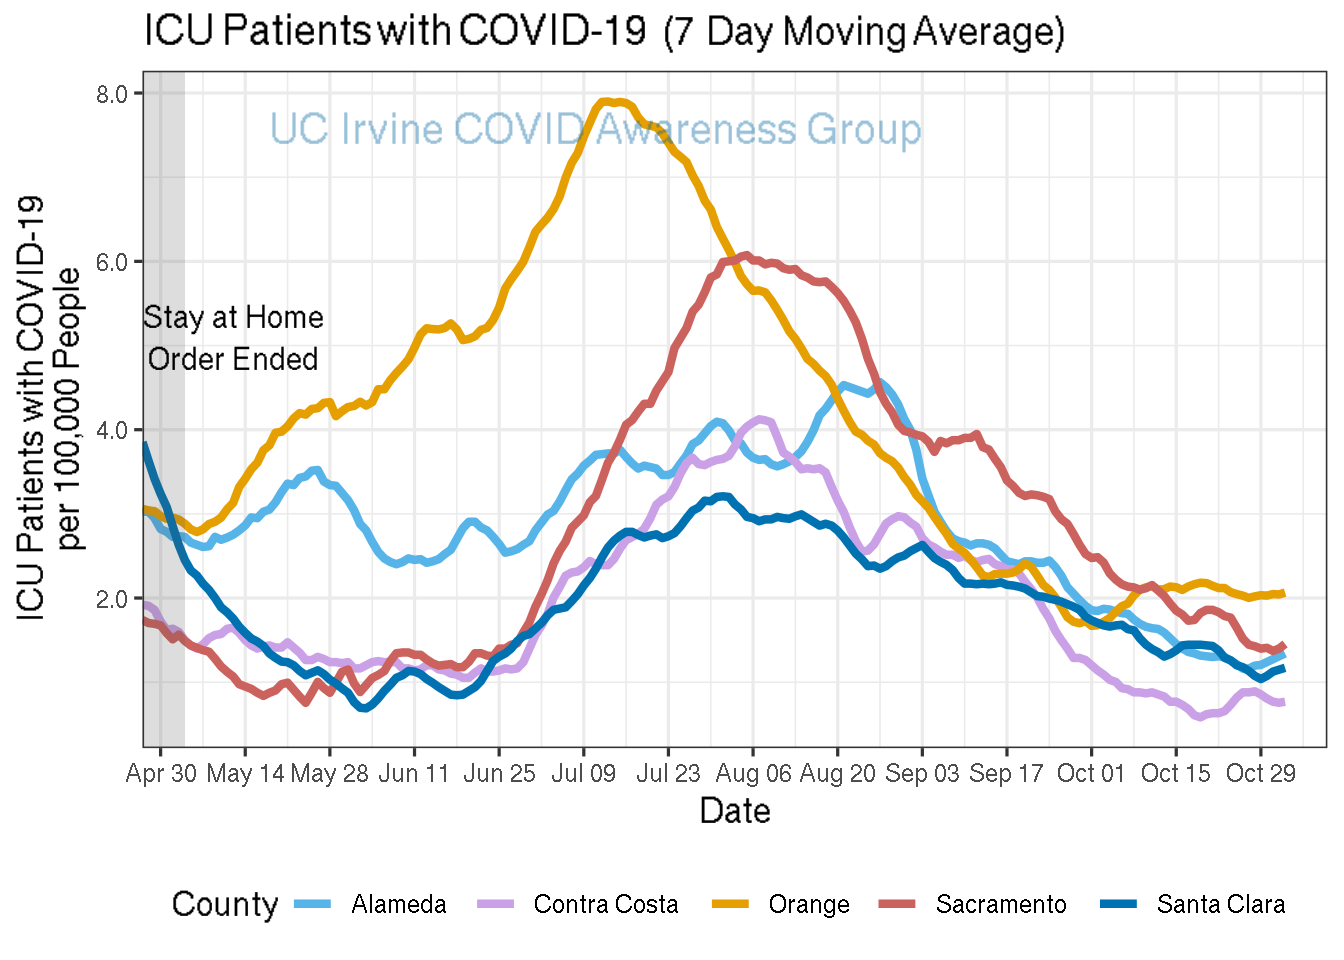 ICU Patients with COVID-19 (7 Day Moving Average)
UC Irvine COVID Awareness Group
8.0
6.0
4.0
2.0
ICU Patients with COVID-19
per 100,000 People
Stay at Home
Order Ended
Apr 30 May 14 May 28 Jun 11 Jun 25 Jul 09 Jul 23 Aug 06 Aug 20 Sep 03 Sep 17 Oct 01 Oct 15 Oct 29
Date
County Alameda Contra Costa Orange Sacramento Santa Clara